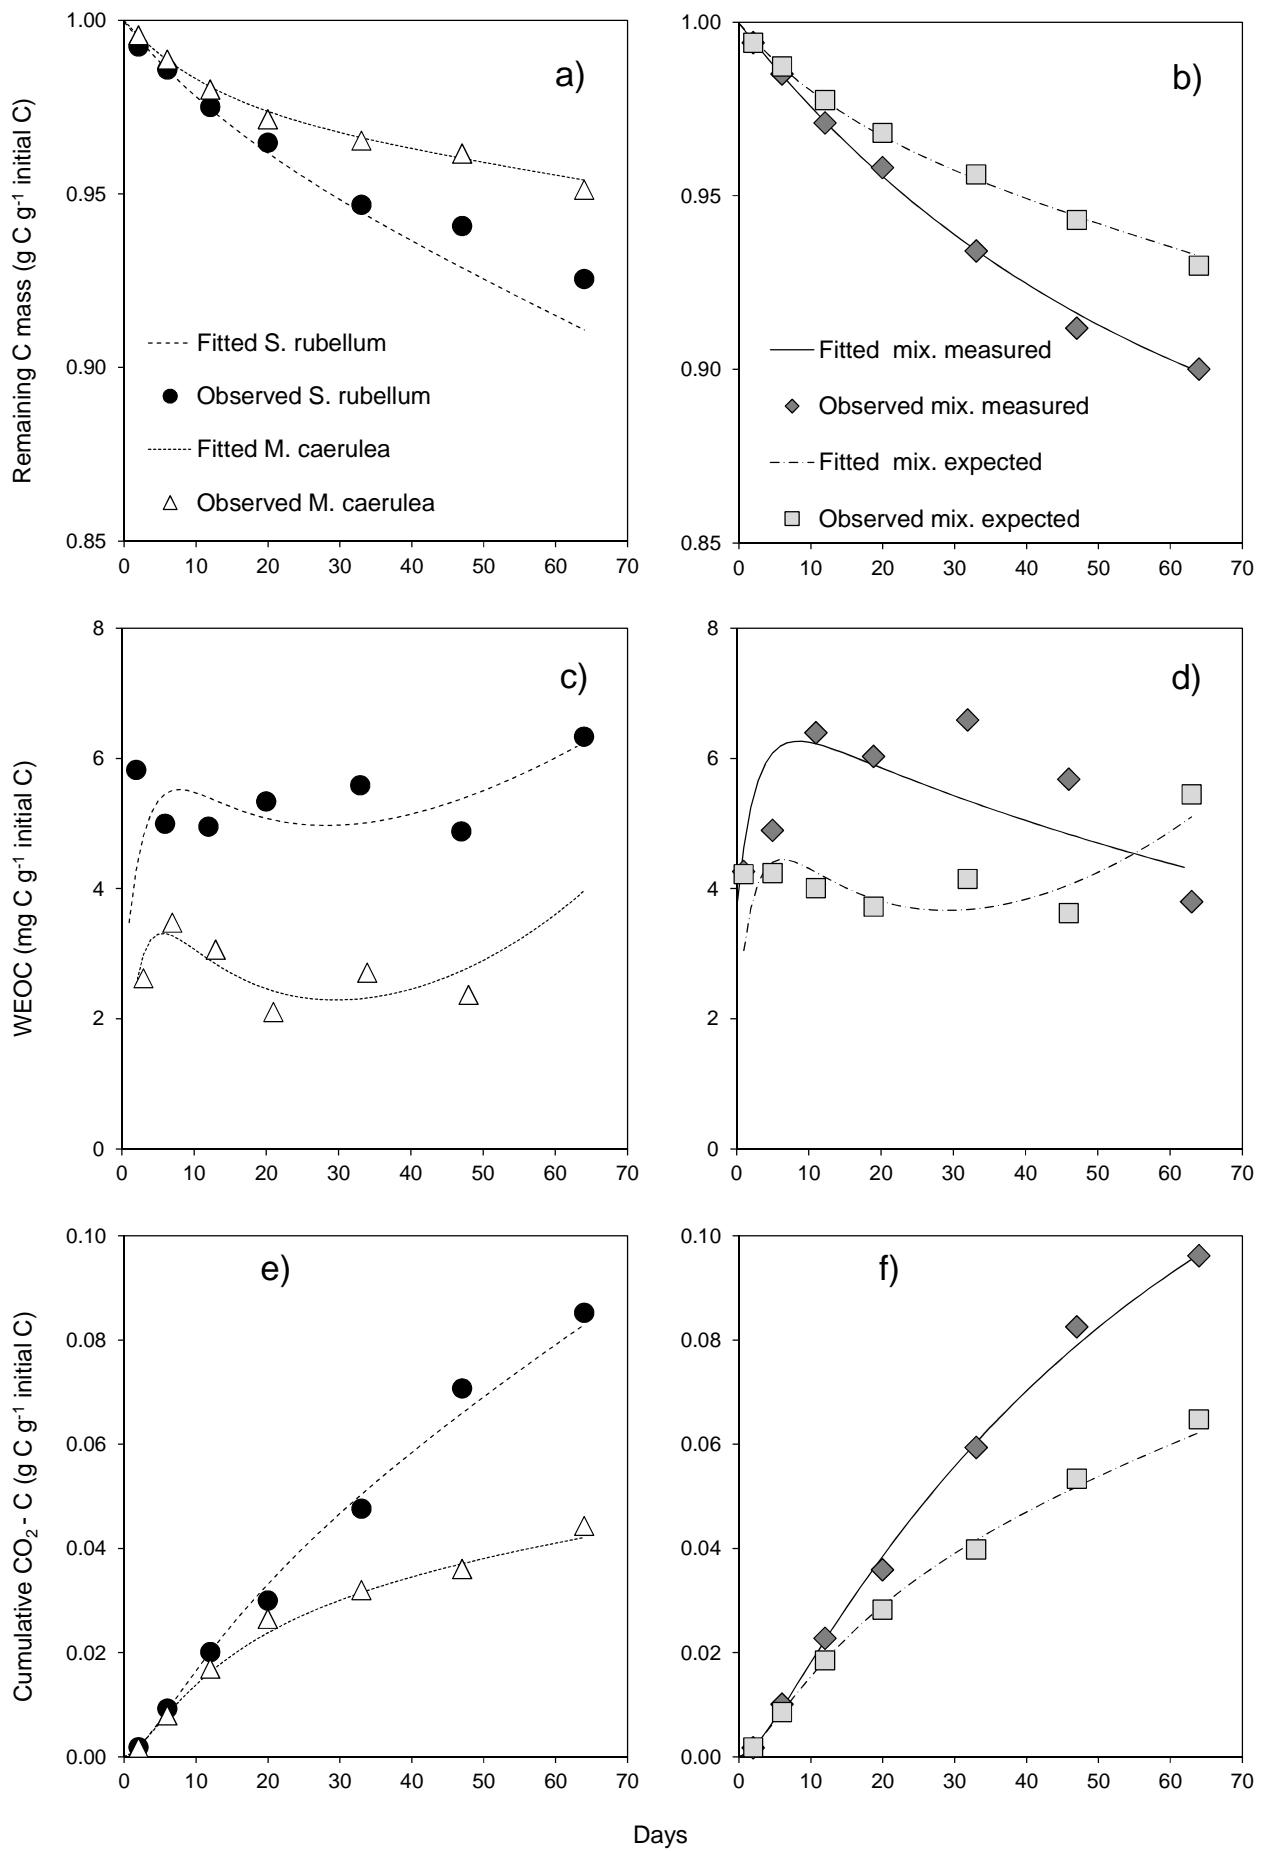 Remaining C mass (g C g⁻¹ initial C)
1.00
0.95
0.90
0.85
a)
Fitted S. rubellum
Observed S. rubellum
Fitted M. caerulea
Observed M. caerulea
0 10 20 30 40 50 60 70
1.00
0.95
0.90
0.85
b)
Fitted mix. measured
Observed mix. measured
Fitted mix. expected
Observed mix. expected
0 10 20 30 40 50 60 70
WEOC (mg C g⁻¹ initial C)
8
6
4
2
0
c)
0 10 20 30 40 50 60 70
8
6
4
2
0
d)
0 10 20 30 40 50 60 70
Cumulative CO₂ - C (g C g⁻¹ initial C)
0.10
0.08
0.06
0.04
0.02
0.00
e)
0 10 20 30 40 50 60 70
0.10
0.08
0.06
0.04
0.02
0.00
f)
0 10 20 30 40 50 60 70
Days